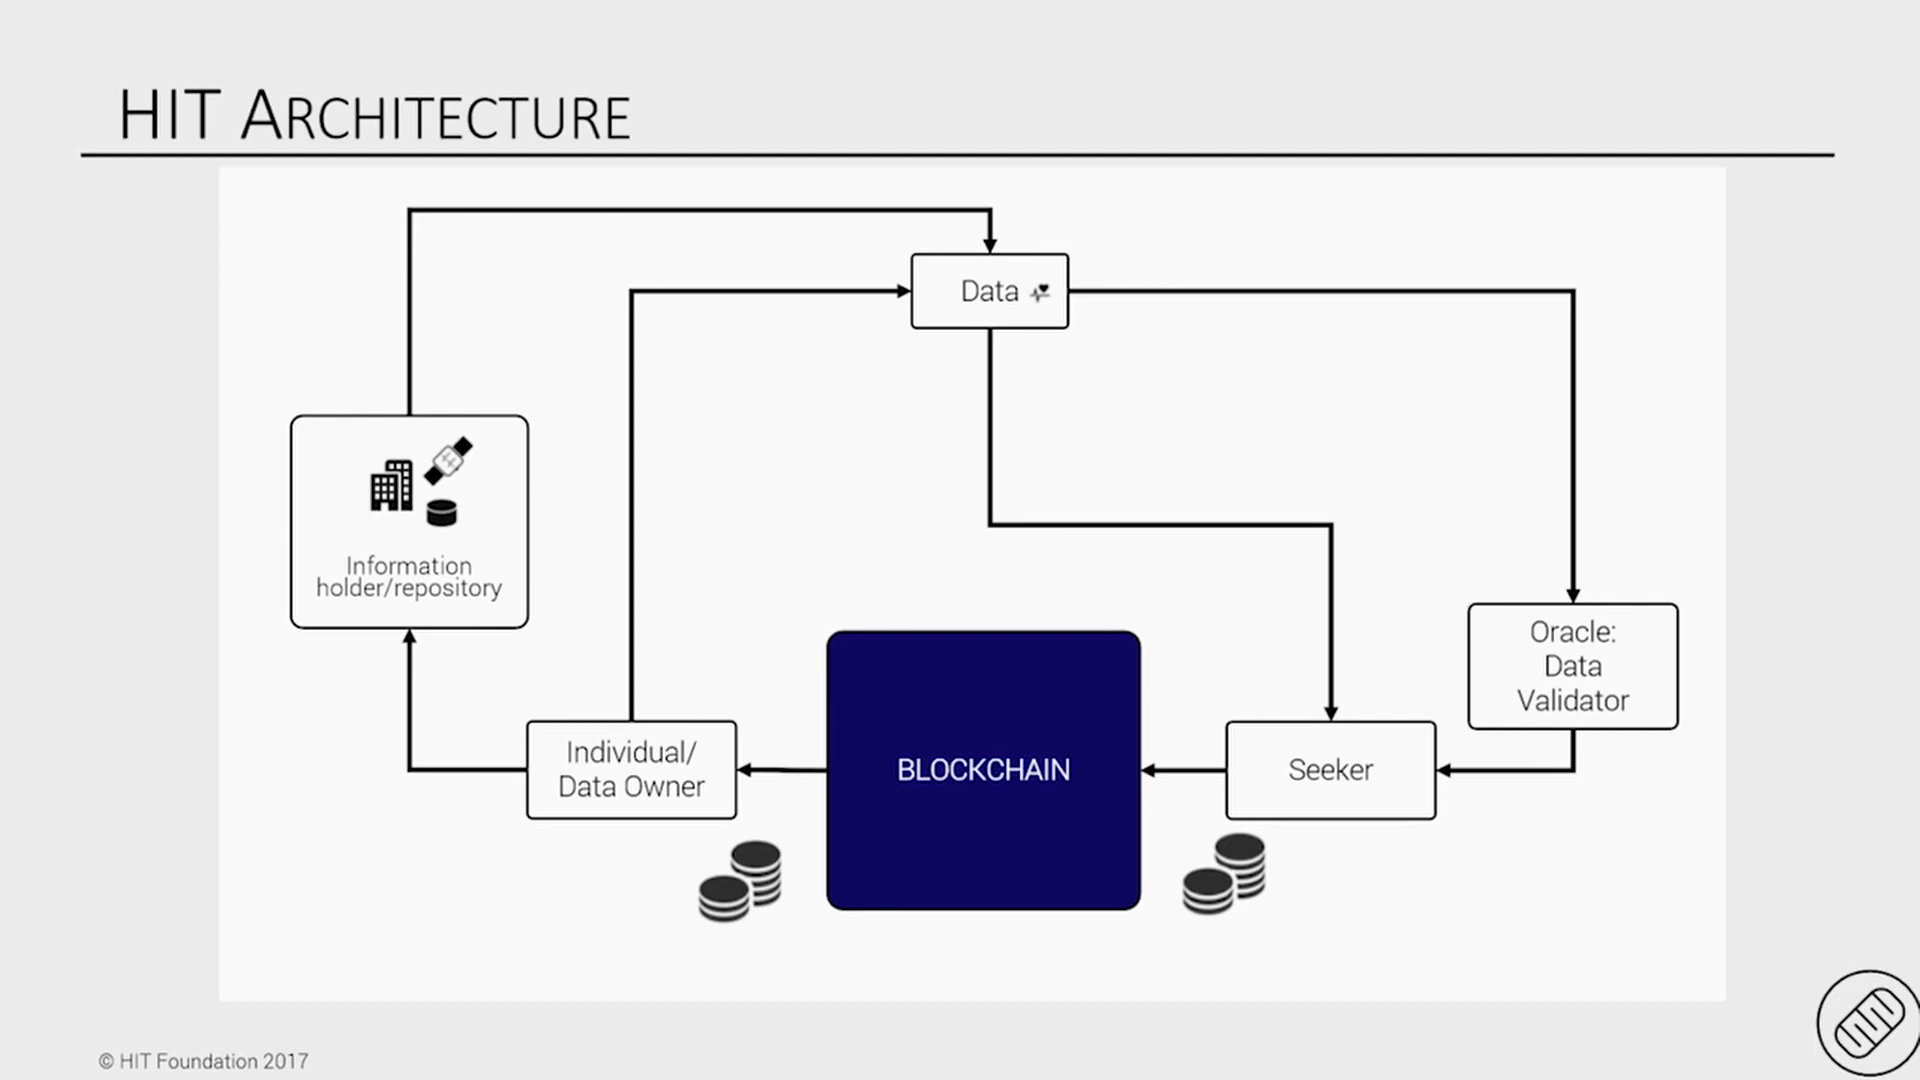 HIT ARCHITECTURE
Data
Information
holder/repository
Oracle:
Data
Validator
Individual/
Data Owner
BLOCKCHAIN
Seeker
© HIT Foundation 2017